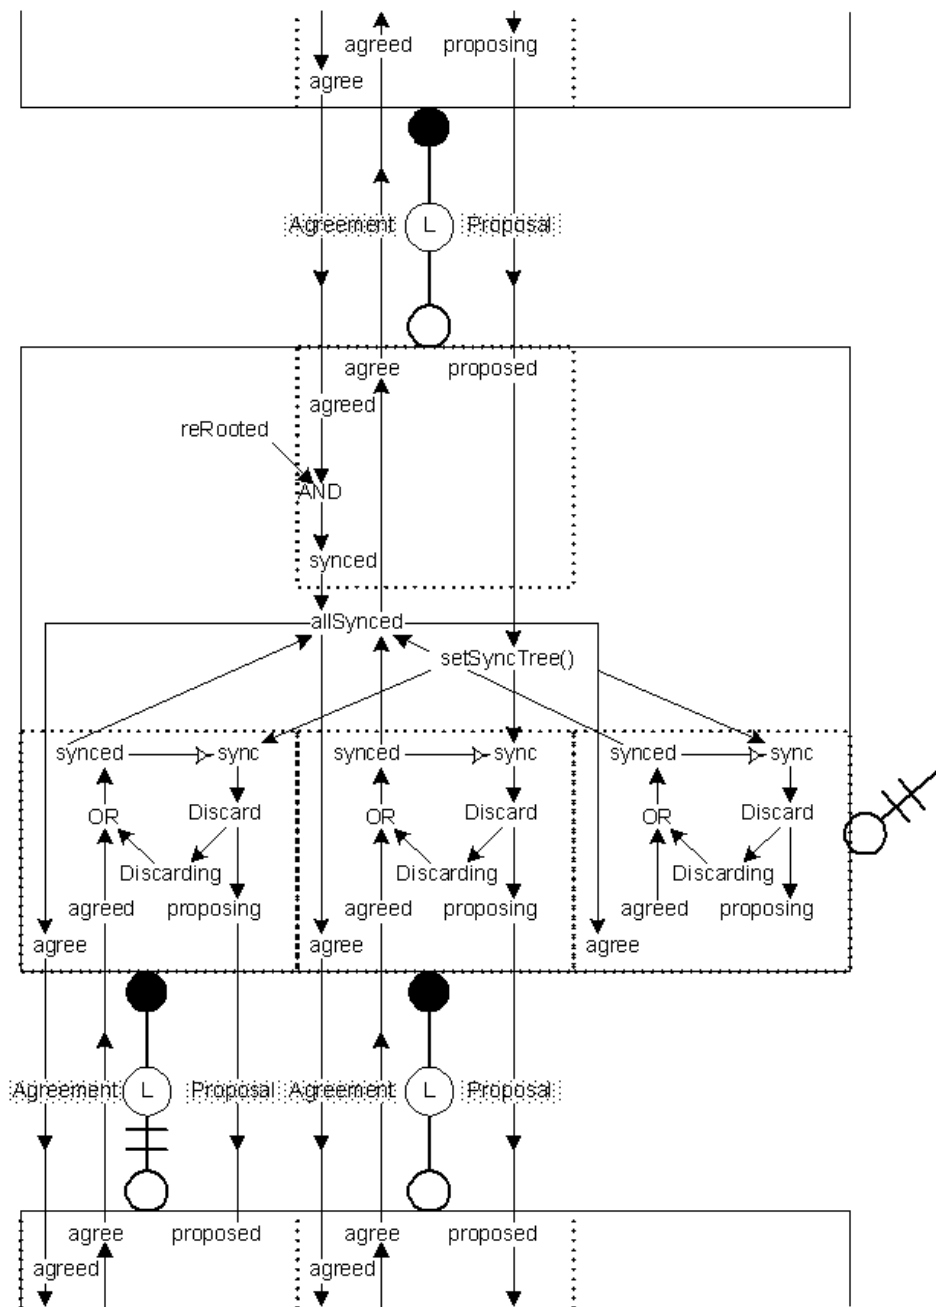 agreed proposing
agree
Agreement L Proposal
agree proposed
agreed
reRooted
AND
synced
allSynced
setSyncTree()
synced sync synced sync synced sync
OR Discard OR Discard OR Discard
Discarding Discarding Discarding
agreed proposing agreed proposing agreed proposing
agree agree agree
Agreement L Proposal Agreement L Proposal
agree proposed agree proposed
agreed agreed